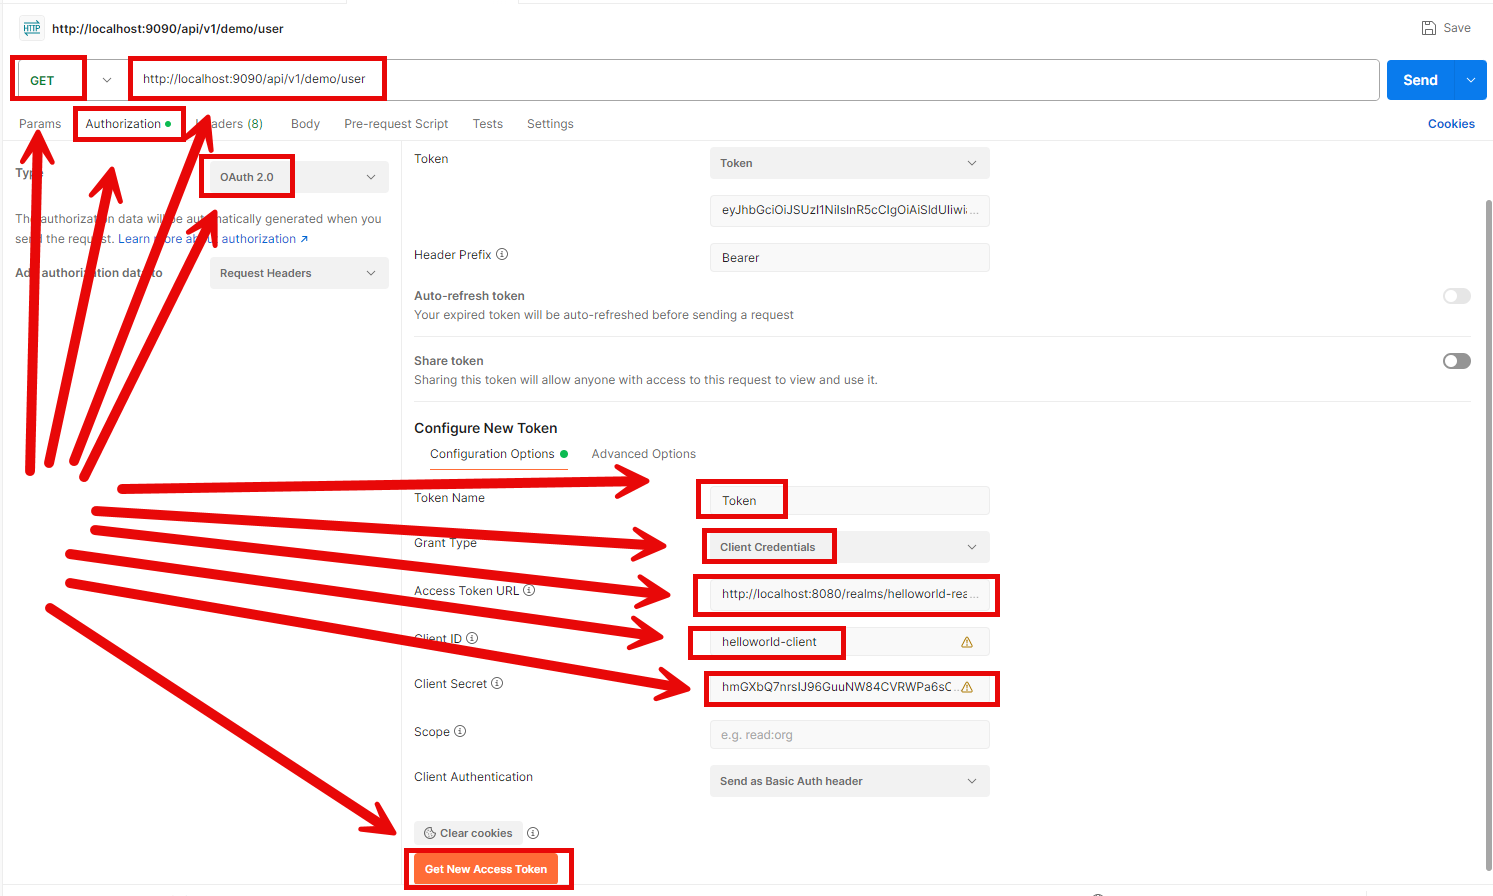 HTTP http://localhost:9090/api/v1/demo/user Save
GET http://localhost:9090/api/v1/demo/user Send
Params Authorization (8) Body Pre-request Script Tests Settings Cookies
OAuth 2.0
The authorization data will be automatically generated when you
send the request. Learn more about authorization ↗
Add authorization data to Request Headers
Token Token
Header Prefix Bearer
Auto-refresh token
Your expired token will be auto-refreshed before sending a request
Share token
Sharing this token will allow anyone with access to this request to view and use it.
Configure New Token
Configuration Options Advanced Options
Token Name Token
Grant Type Client Credentials
Access Token URL http://localhost:8080/realms/helloworld-rea...
Client ID helloworld-client
Client Secret
Scope e.g. read:org
Client Authentication Send as Basic Auth header
Clear cookies
Get New Access Token